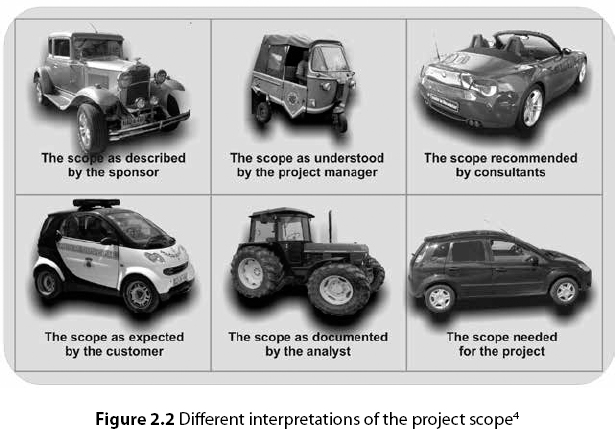 The scope as described
by the sponsor
The scope as understood
by the project manager
The scope recommended
by consultants
The scope as expected
by the customer
The scope as documented
by the analyst
The scope needed
for the project
Figure 2.2 Different interpretations of the project scope⁴